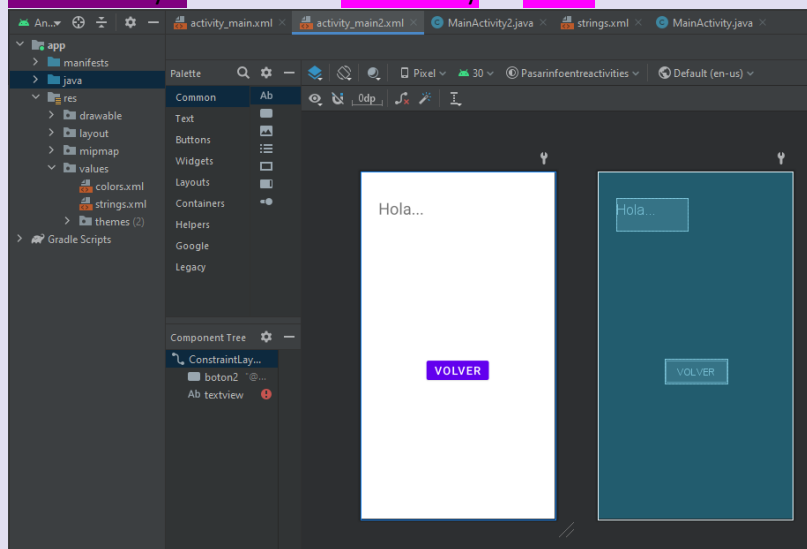 activity_main.xml activity_main2.xml MainActivity2.java strings.xml MainActivity.java
An...
app
manifests
java
res
drawable
layout
mipmap
values
colors.xml
strings.xml
themes (2)
Gradle Scripts
Palette
Pixel 30 Pasarinfoentreactivities Default (en-us)
0dp
Common
Text
Buttons
Widgets
Layouts
Containers
Helpers
Google
Legacy
Ab
Component Tree
ConstraintLay...
boton2 "@...
Ab textview
Hola...
VOLVER
Hola...
VOLVER